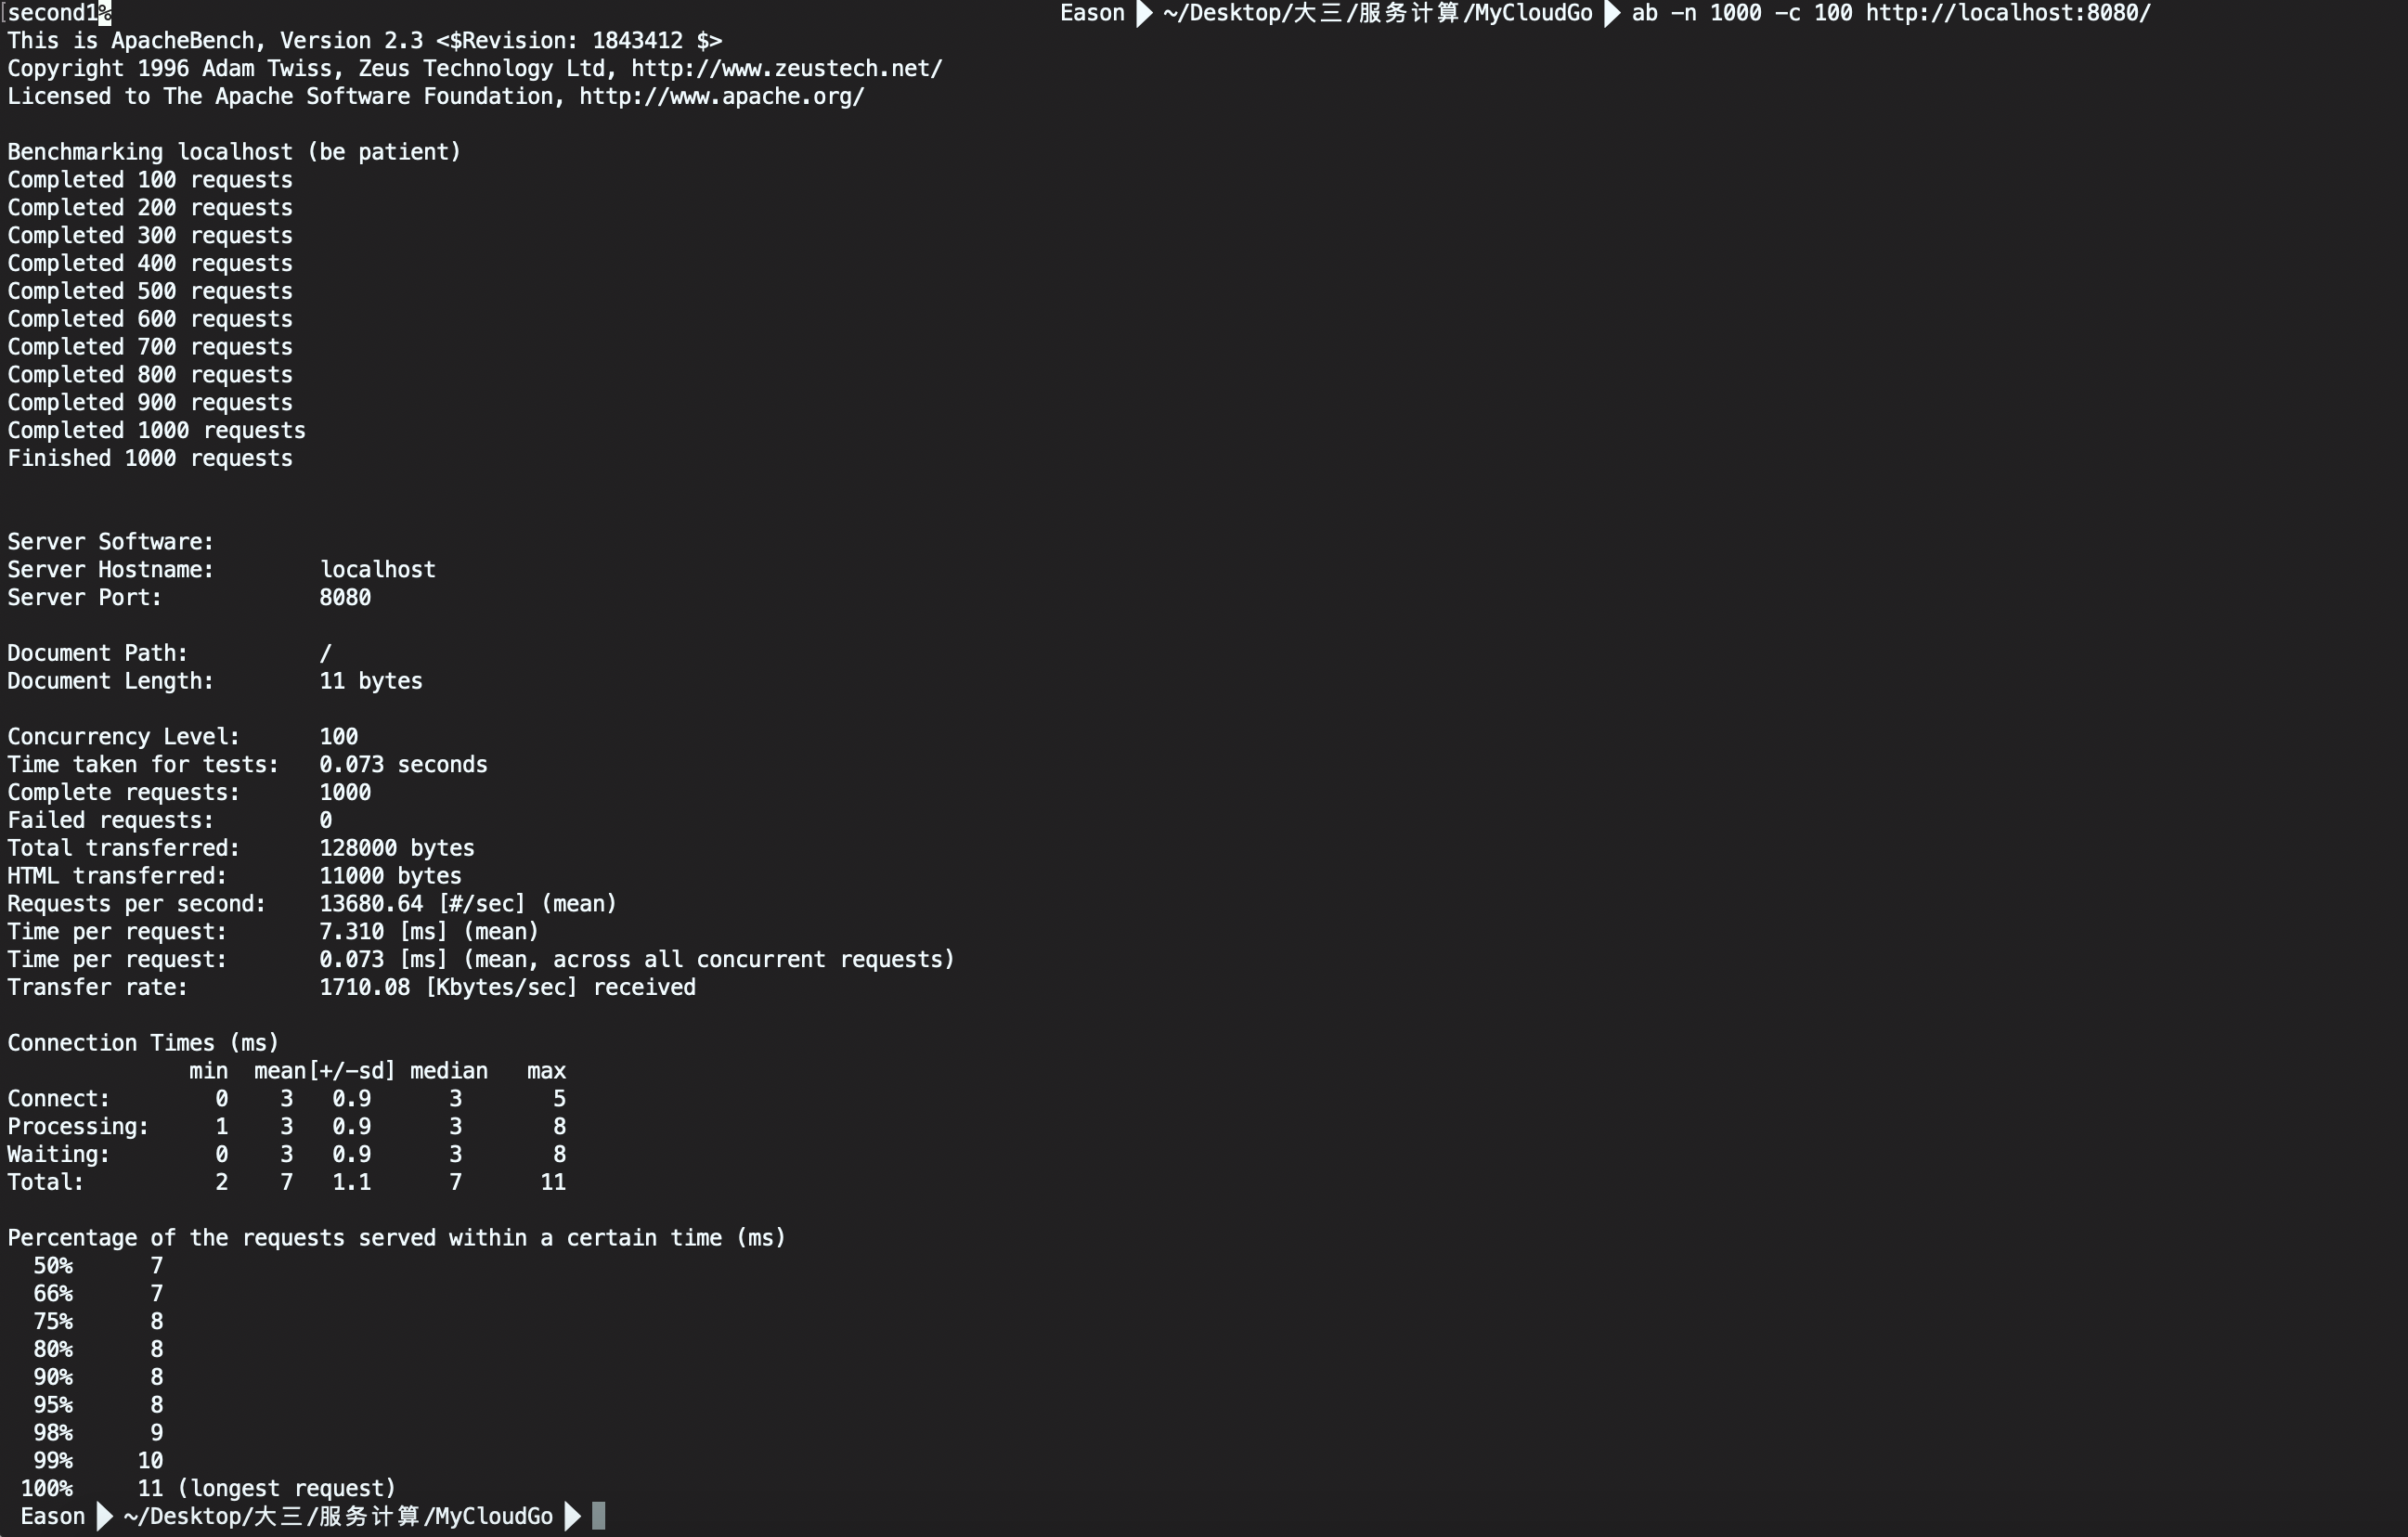 second1%  Eason ~/Desktop/大三/服务计算/MyCloudGo ab -n 1000 -c 100 http://localhost:8080/
This is ApacheBench, Version 2.3 <$Revision: 1843412 $>
Copyright 1996 Adam Twiss, Zeus Technology Ltd, http://www.zeustech.net/
Licensed to The Apache Software Foundation, http://www.apache.org/

Benchmarking localhost (be patient)
Completed 100 requests
Completed 200 requests
Completed 300 requests
Completed 400 requests
Completed 500 requests
Completed 600 requests
Completed 700 requests
Completed 800 requests
Completed 900 requests
Completed 1000 requests
Finished 1000 requests


Server Software:
Server Hostname:        localhost
Server Port:            8080

Document Path:          /
Document Length:        11 bytes

Concurrency Level:      100
Time taken for tests:   0.073 seconds
Complete requests:      1000
Failed requests:        0
Total transferred:      128000 bytes
HTML transferred:       11000 bytes
Requests per second:    13680.64 [#/sec] (mean)
Time per request:       7.310 [ms] (mean)
Time per request:       0.073 [ms] (mean, across all concurrent requests)
Transfer rate:          1710.08 [Kbytes/sec] received

Connection Times (ms)
              min  mean[+/-sd] median   max
Connect:        0    3   0.9      3       5
Processing:     1    3   0.9      3       8
Waiting:        0    3   0.9      3       8
Total:          2    7   1.1      7      11

Percentage of the requests served within a certain time (ms)
  50%      7
  66%      7
  75%      8
  80%      8
  90%      8
  95%      8
  98%      9
  99%     10
 100%     11 (longest request)
 Eason ~/Desktop/大三/服务计算/MyCloudGo